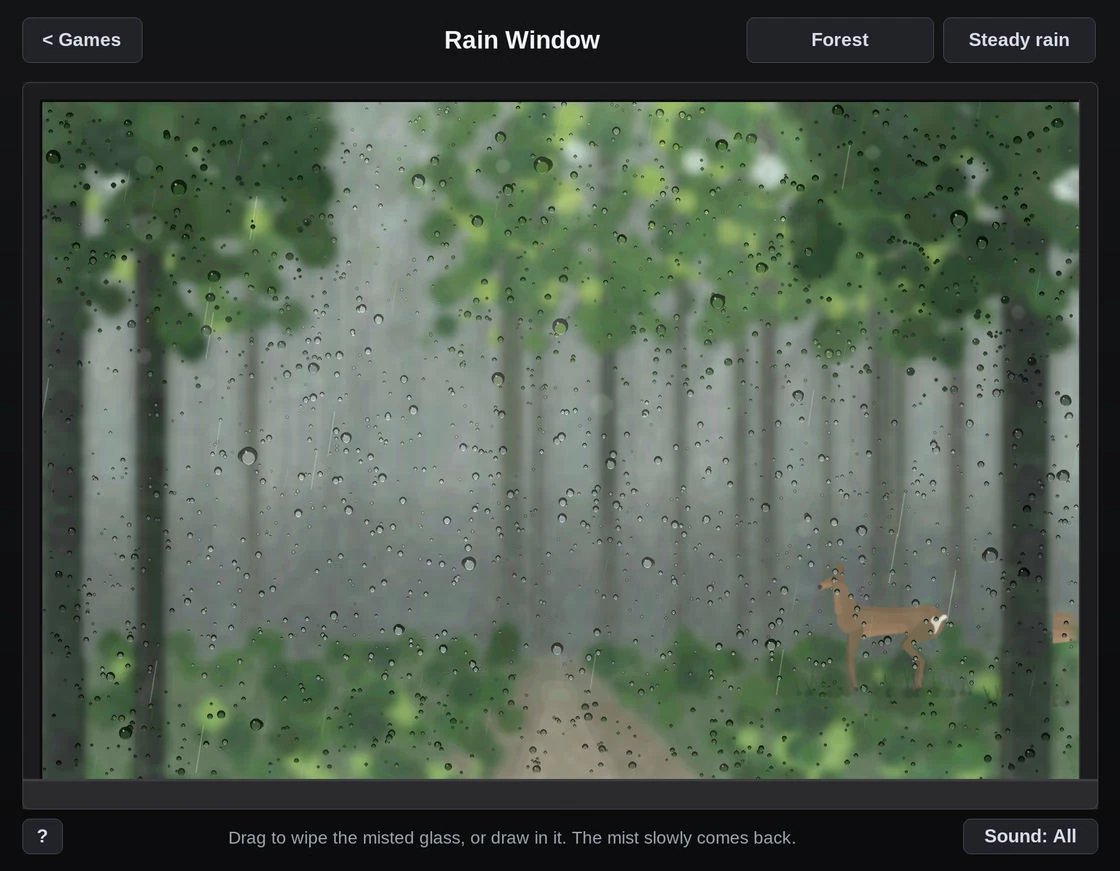 < Games
Rain Window
Forest
Steady rain
?
Drag to wipe the misted glass, or draw in it. The mist slowly comes back.
Sound: All